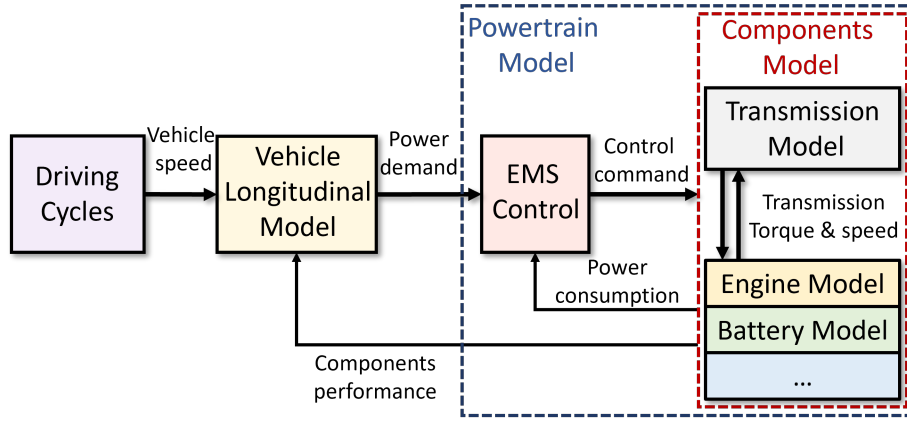 Powertrain
Model
Components
Model
Driving
Cycles
Vehicle
speed
Vehicle
Longitudinal
Model
Power
demand
EMS
Control
Control
command
Transmission
Model
Transmission
Torque & speed
Engine Model
Battery Model
...
Power
consumption
Components
performance